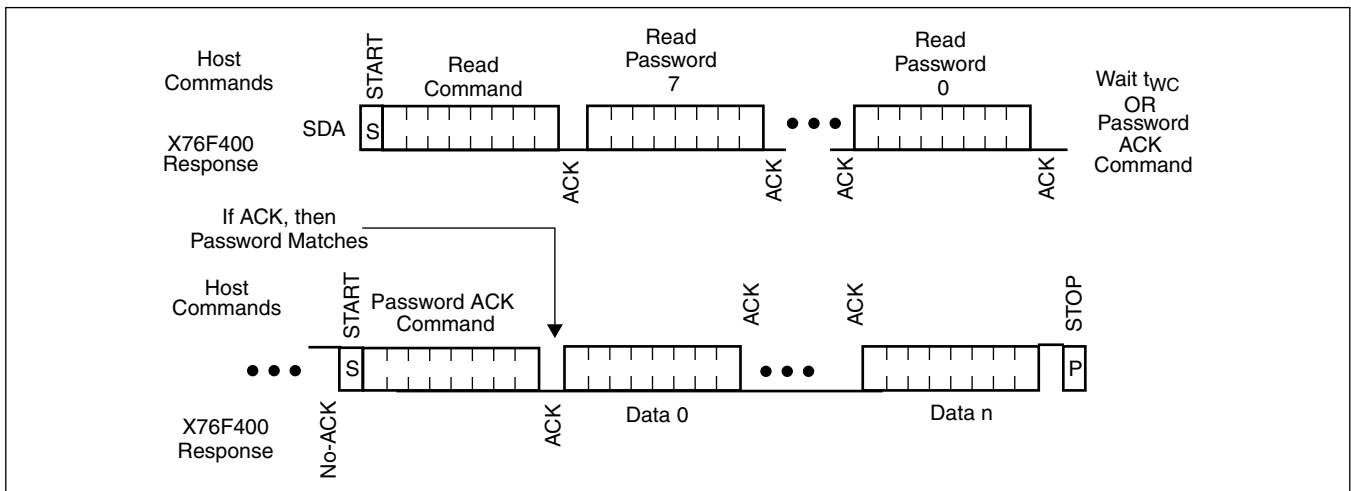 Host
Commands
START
Read
Command
Read
Password
7
Read
Password
0
Wait tWC
OR
Password
ACK
Command
SDA
S
X76F400
Response
ACK
ACK
ACK
ACK
If ACK, then
Password Matches
Host
Commands
START
Password ACK
Command
ACK
ACK
STOP
S
P
X76F400
Response
No-ACK
ACK
Data 0
Data n